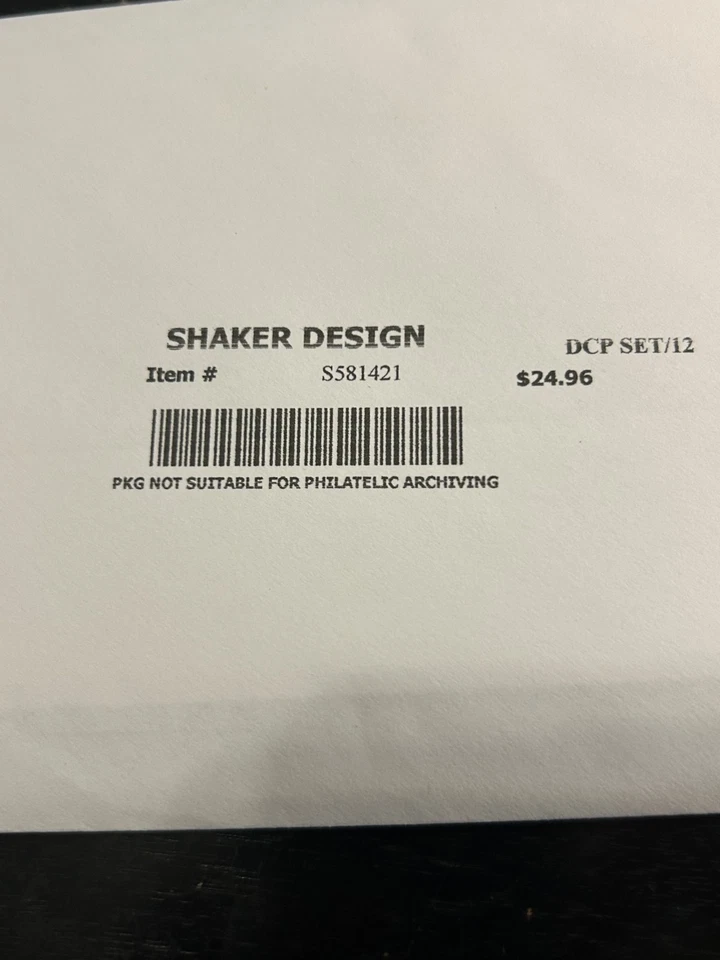 SHAKER DESIGN DCP SET/12
Item # S581421 $24.96
PKG NOT SUITABLE FOR PHILATELIC ARCHIVING